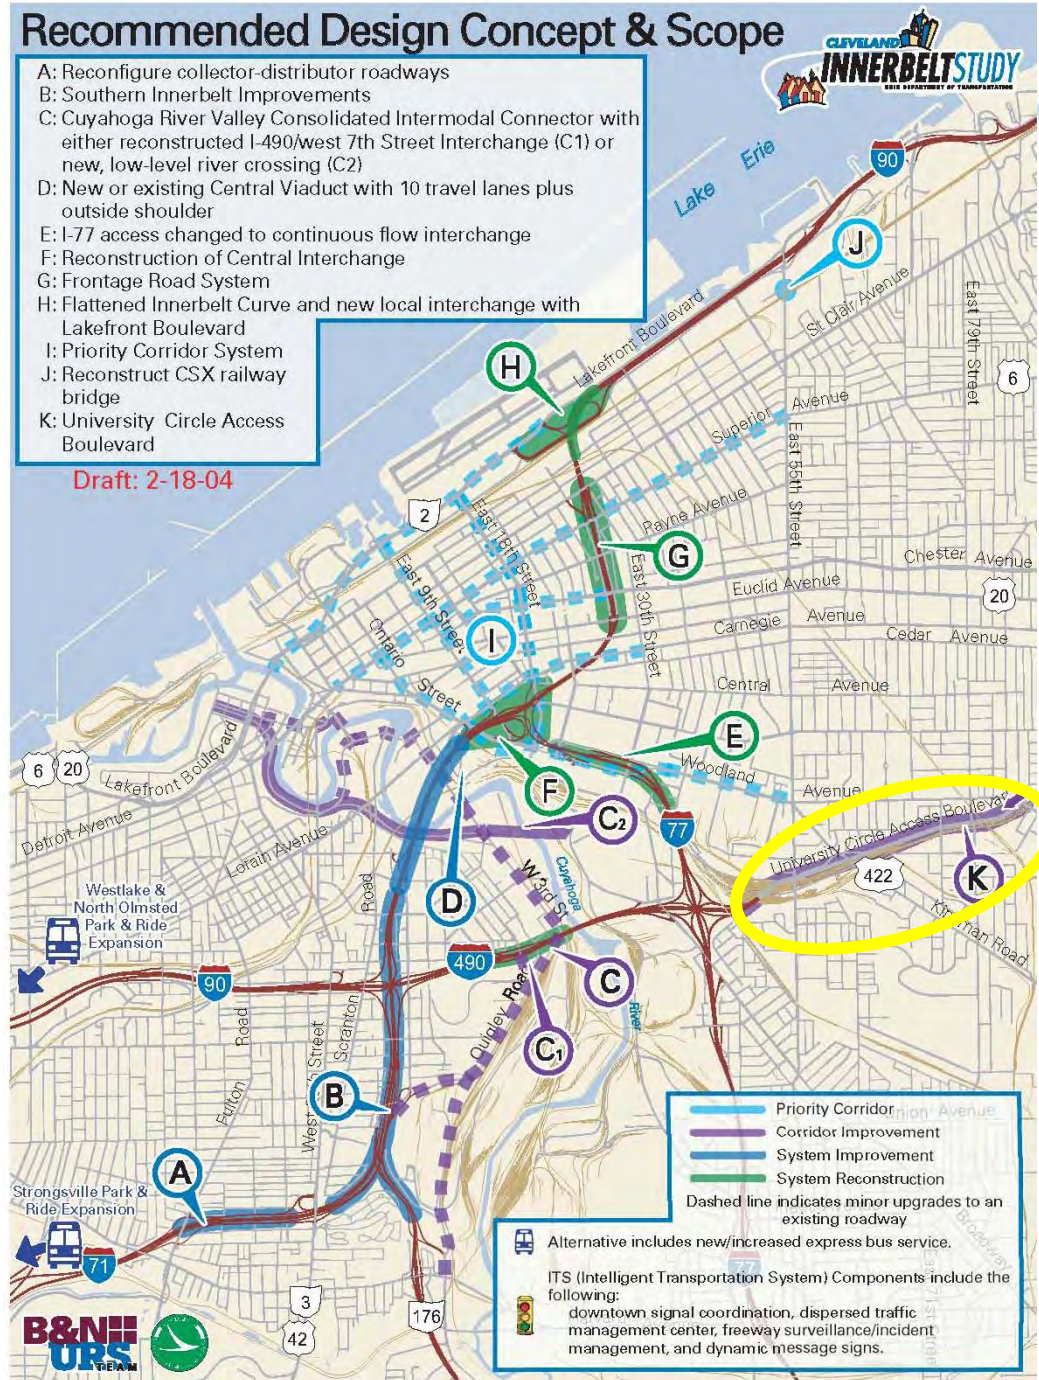 Recommended Design Concept & Scope
CLEVELAND
INNERBELTSTUDY
OHIO DEPARTMENT OF TRANSPORTATION
A: Reconfigure collector-distributor roadways
B: Southern Innerbelt Improvements
C: Cuyahoga River Valley Consolidated Intermodal Connector with
either reconstructed I-490/west 7th Street Interchange (C1) or
new, low-level river crossing (C2)
D: New or existing Central Viaduct with 10 travel lanes plus
outside shoulder
E: I-77 access changed to continuous flow interchange
F: Reconstruction of Central Interchange
G: Frontage Road System
H: Flattened Innerbelt Curve and new local interchange with
Lakefront Boulevard
I: Priority Corridor System
J: Reconstruct CSX railway
bridge
K: University Circle Access
Boulevard
Draft: 2-18-04
Lake Erie
90
J
St Clair Avenue
East 79th Street
6
Lakefront Boulevard
H
Superior Avenue
East 55th Street
2
East 18th Street
Payne Avenue
G
Chester Avenue
East 9th Street
Euclid Avenue
20
East 30th Street
Carnegie Avenue
Cedar Avenue
Ontario Street
I
Central Avenue
6 20
Lakefront Boulevard
E
Woodland Avenue
F
Detroit Avenue
C2
77
Lorain Avenue
University Circle Access Boulevar
422
K
Kinsman Road
Cuyahoga River
W 3rd St
D
Westlake &
North Olmsted
Park & Ride
Expansion
Road
90
490
C
C1
Quigley Road
Scranton
Fulton Road
B
A
Strongsville Park &
Ride Expansion
71
3
42
176
Priority Corridor
Corridor Improvement
System Improvement
System Reconstruction
Dashed line indicates minor upgrades to an
existing roadway
Union Avenue
Broadway
77
Alternative includes new/increased express bus service.
ITS (Intelligent Transportation System) Components include the
following:
downtown signal coordination, dispersed traffic
management center, freeway surveillance/incident
management, and dynamic message signs.
B&N
URS
TEAM